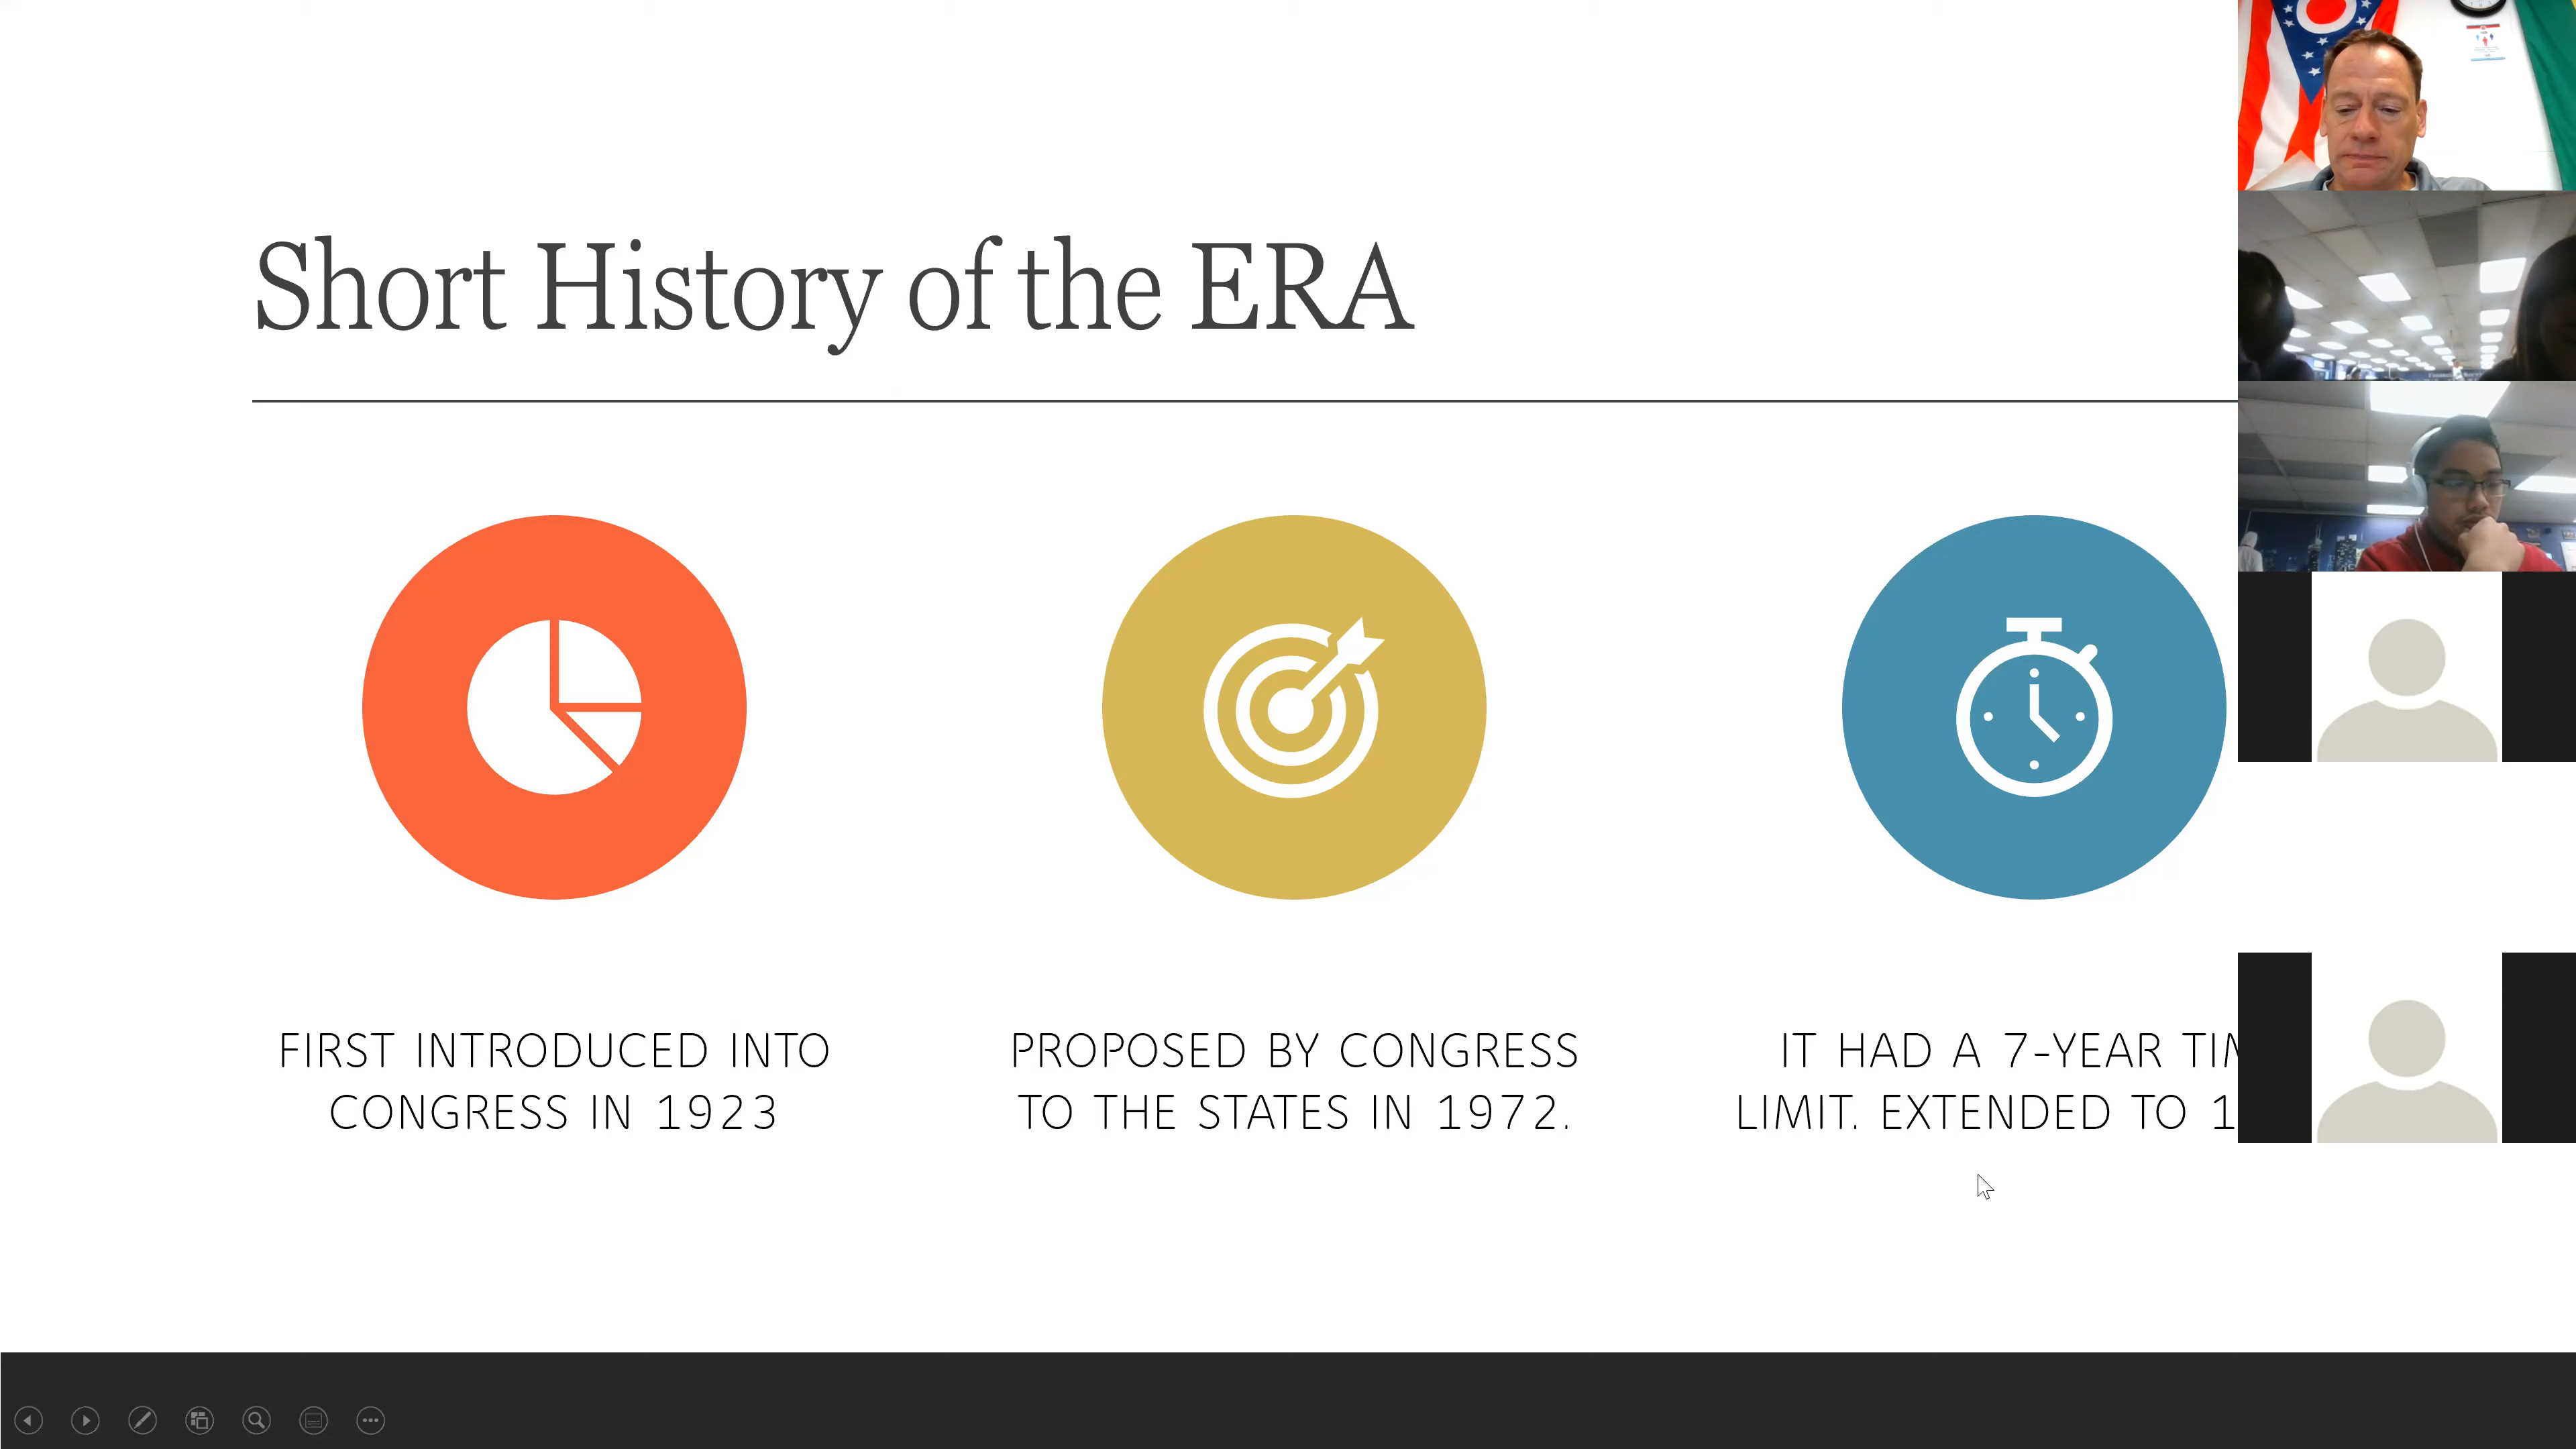 Short History of the ERA
FIRST INTRODUCED INTO
CONGRESS IN 1923
PROPOSED BY CONGRESS
TO THE STATES IN 1972.
IT HAD A 7-YEAR
LIMIT. EXTENDED TO